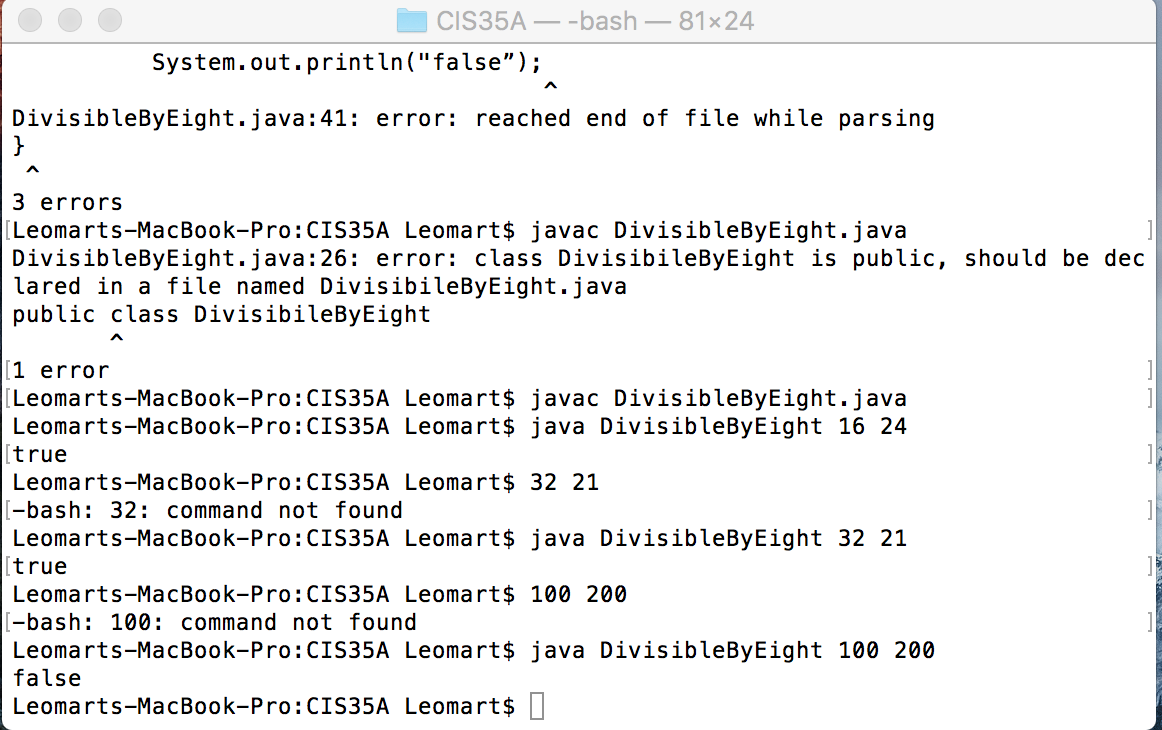 CIS35A — -bash — 81×24
System.out.println("false”);
^
DivisibleByEight.java:41: error: reached end of file while parsing
}
^
3 errors
[Leomarts-MacBook-Pro:CIS35A Leomart$ javac DivisibleByEight.java ]
DivisibleByEight.java:26: error: class DivisibileByEight is public, should be dec
lared in a file named DivisibileByEight.java
public class DivisibileByEight
^
[1 error ]
[Leomarts-MacBook-Pro:CIS35A Leomart$ javac DivisibleByEight.java ]
Leomarts-MacBook-Pro:CIS35A Leomart$ java DivisibleByEight 16 24
[true ]
Leomarts-MacBook-Pro:CIS35A Leomart$ 32 21
[-bash: 32: command not found ]
Leomarts-MacBook-Pro:CIS35A Leomart$ java DivisibleByEight 32 21
[true ]
Leomarts-MacBook-Pro:CIS35A Leomart$ 100 200
[-bash: 100: command not found ]
Leomarts-MacBook-Pro:CIS35A Leomart$ java DivisibleByEight 100 200
false
Leomarts-MacBook-Pro:CIS35A Leomart$